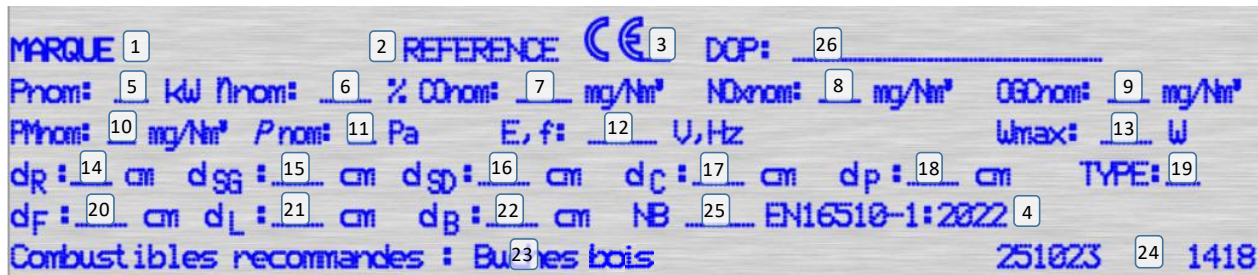 MARQUE 1 2 REFERENCE CE 3 DOP: 26
Pnom: 5 kW ηnom: 6 % COnom: 7 mg/Nm³ NOxnom: 8 mg/Nm³ OGCnom: 9 mg/Nm³
PMnom: 10 mg/Nm³ Pnom: 11 Pa E,f: 12 V,Hz Wmax: 13 W
dR : 14 cm dSG : 15 cm dSD : 16 cm dC : 17 cm dP : 18 cm TYPE: 19
dF : 20 cm dL : 21 cm dB : 22 cm NB 25 EN16510-1:2022 4
Combustibles recommandes : Bu 23 hes bois 251023 24 1418